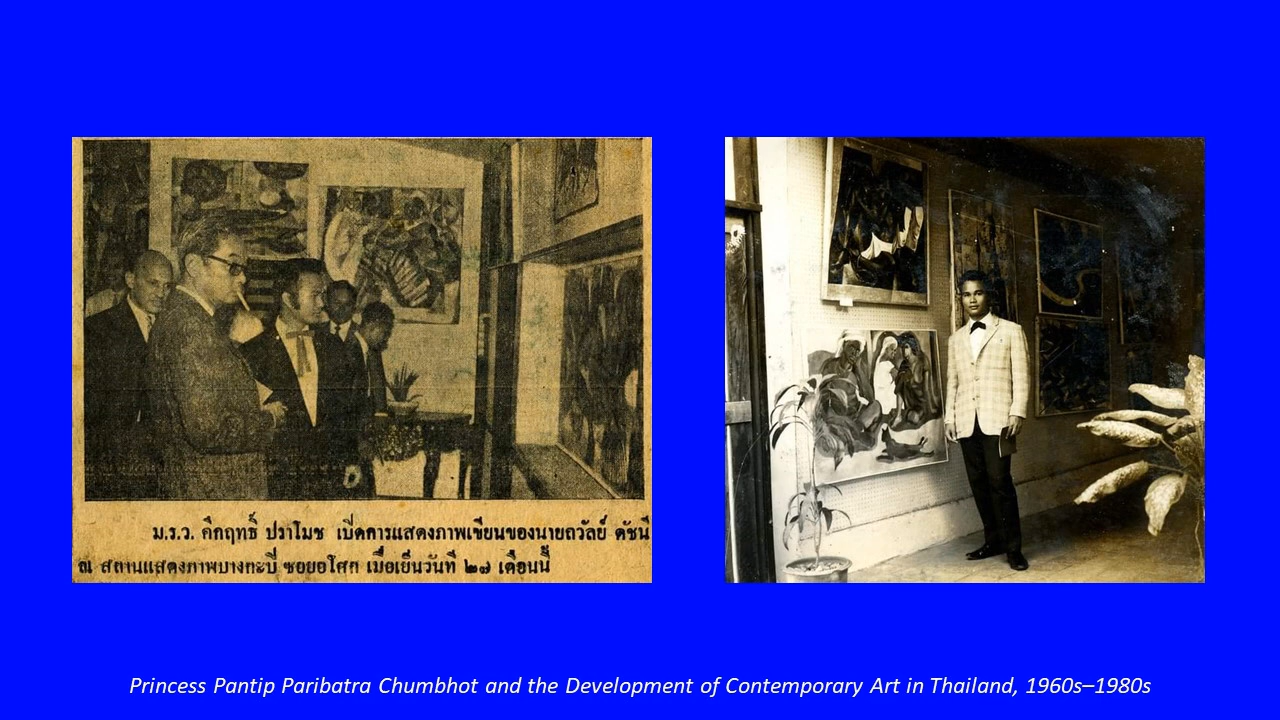 ม.ร.ว. คึกฤทธิ์ ปราโมช เปิดการแสดงภาพเขียนของนายถวัลย์ ดัชนี
ณ สถานแสดงภาพบางกะปิ ซอยอโศก เมื่อเย็นวันที่ ๒๗ เดือนนี้
Princess Pantip Paribatra Chumbhot and the Development of Contemporary Art in Thailand, 1960s–1980s